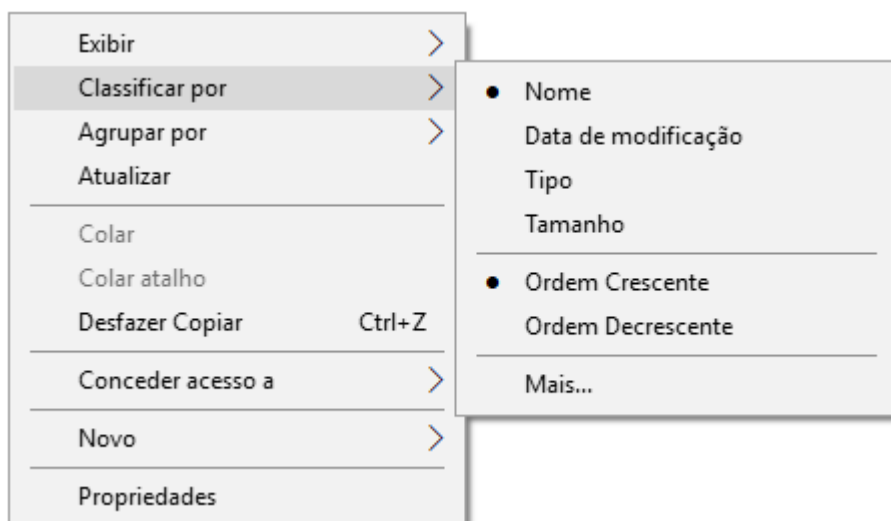 Exibir
Classificar por
Agrupar por
Atualizar
Colar
Colar atalho
Desfazer Copiar Ctrl+Z
Conceder acesso a
Novo
Propriedades
Nome
Data de modificação
Tipo
Tamanho
Ordem Crescente
Ordem Decrescente
Mais...